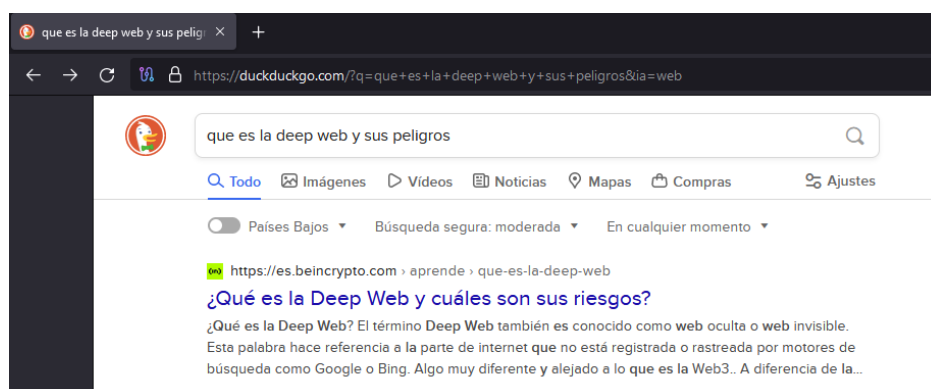 que es la deep web y sus pelig
https://duckduckgo.com/?q=que+es+la+deep+web+y+sus+peligros&ia=web
que es la deep web y sus peligros
Todo Imágenes Vídeos Noticias Mapas Compras Ajustes
Países Bajos Búsqueda segura: moderada En cualquier momento
https://es.beincrypto.com › aprende › que-es-la-deep-web
¿Qué es la Deep Web y cuáles son sus riesgos?
¿Qué es la Deep Web? El término Deep Web también es conocido como web oculta o web invisible.
Esta palabra hace referencia a la parte de internet que no está registrada o rastreada por motores de
búsqueda como Google o Bing. Algo muy diferente y alejado a lo que es la Web3.. A diferencia de la...